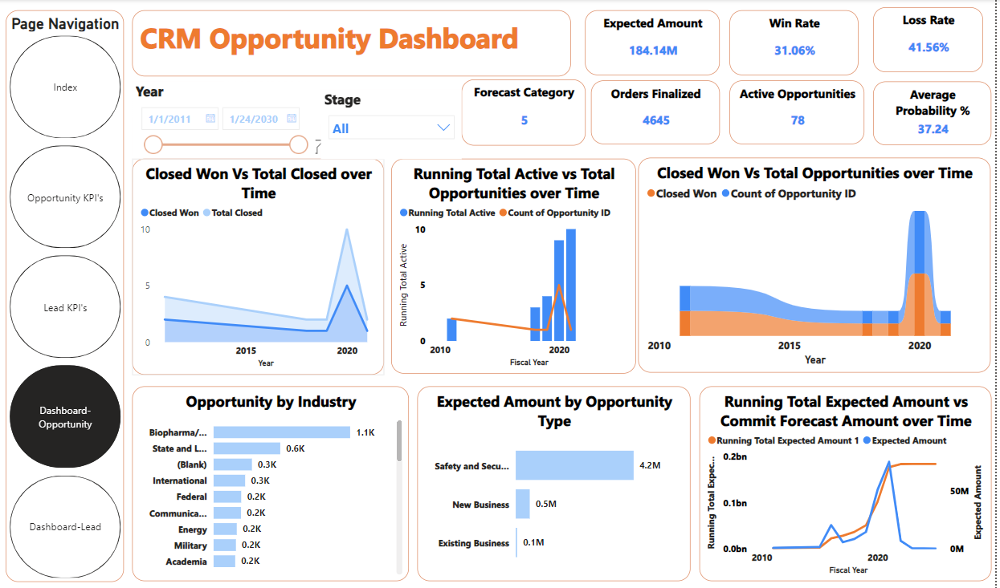 Page Navigation
Index
Opportunity KPI's
Lead KPI's
Dashboard-
Opportunity
Dashboard-Lead
CRM Opportunity Dashboard
Expected Amount
184.14M
Win Rate
31.06%
Loss Rate
41.56%
Year
1/1/2011
1/24/2030
Stage
All
Forecast Category
5
Orders Finalized
4645
Active Opportunities
78
Average
Probability %
37.24
Closed Won Vs Total Closed over
Time
Closed Won Total Closed
10
5
0
2015 2020
Year
Running Total Active vs Total
Opportunities over Time
Running Total Active Count of Opportunity ID
Running Total Active
10
5
0
2010 2020
Fiscal Year
Closed Won Vs Total Opportunities over Time
Closed Won Count of Opportunity ID
2010 2015 2020
Year
Opportunity by Industry
Biopharma/... 1.1K
State and L... 0.6K
(Blank) 0.3K
International 0.3K
Federal 0.2K
Communica... 0.2K
Energy 0.2K
Military 0.2K
Academia 0.2K
Expected Amount by Opportunity
Type
Safety and Secu... 4.2M
New Business 0.5M
Existing Business 0.1M
Running Total Expected Amount vs
Commit Forecast Amount over Time
Running Total Expected Amount 1 Expected Amount
Running Total Expec...
0.2bn
0.1bn
0.0bn
50M
0M
Expected Amount
2010 2020
Fiscal Year